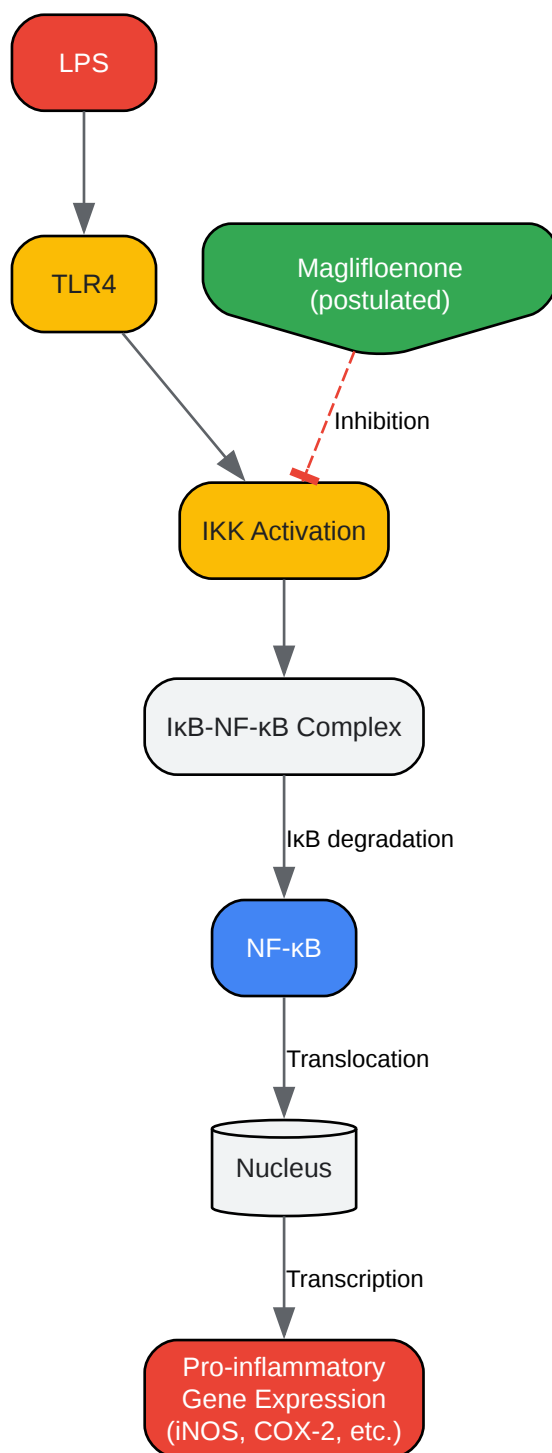 LPS
TLR4
Maglifloenone
(postulated)
Inhibition
IKK Activation
IκB-NF-κB Complex
IκB degradation
NF-κB
Translocation
Nucleus
Transcription
Pro-inflammatory
Gene Expression
(iNOS, COX-2, etc.)